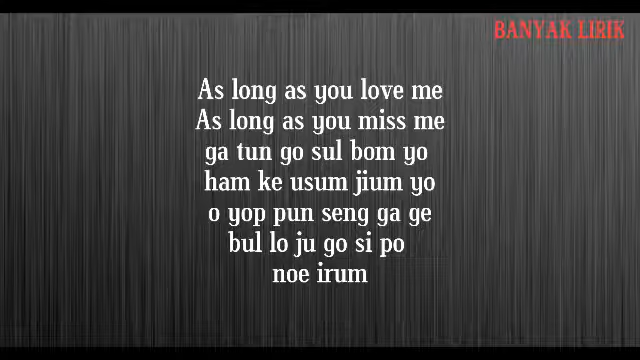 BANYAK LIRIK
As long as you love me
As long as you miss me
ga tun go sul bom yo
ham ke usum jium yo
o yop pun seng ga ge
bul lo ju go si po
noe irum